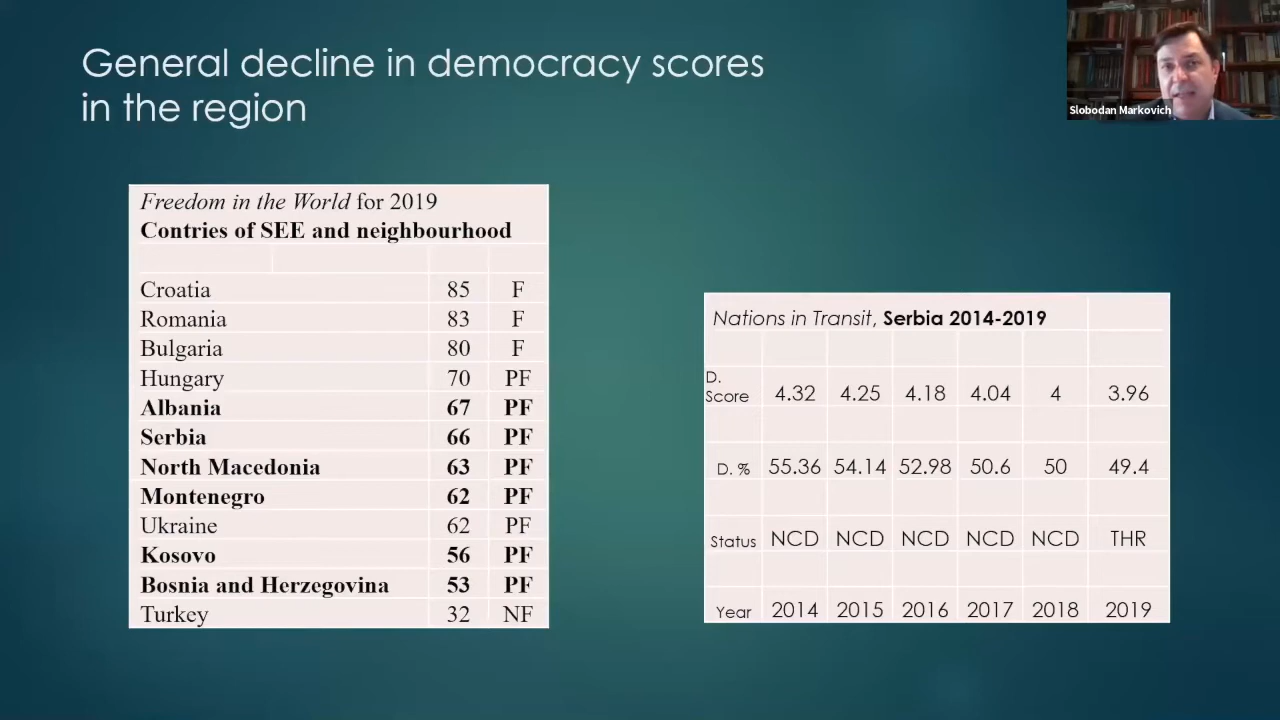 General decline in democracy scores
in the region
Slobodan Markovich
Freedom in the World for 2019
Contries of SEE and neighbourhood
Croatia 85 F
Romania 83 F
Bulgaria 80 F
Hungary 70 PF
Albania 67 PF
Serbia 66 PF
North Macedonia 63 PF
Montenegro 62 PF
Ukraine 62 PF
Kosovo 56 PF
Bosnia and Herzegovina 53 PF
Turkey 32 NF
Nations in Transit, Serbia 2014-2019
D.
Score 4.32 4.25 4.18 4.04 4 3.96
D. % 55.36 54.14 52.98 50.6 50 49.4
Status NCD NCD NCD NCD NCD THR
Year 2014 2015 2016 2017 2018 2019